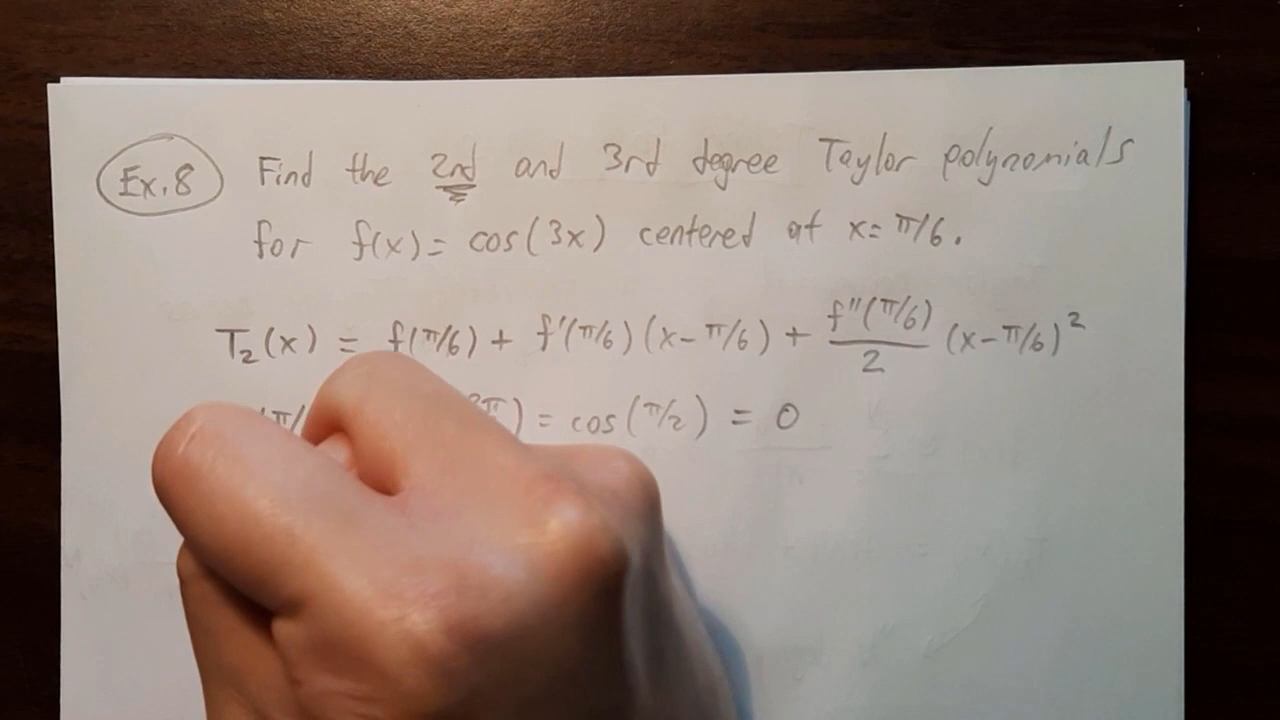 Ex.8 Find the 2nd and 3rd degree Taylor polynomials
for f(x) = cos(3x) centered at x = π/6.
T₂(x) = f(π/6) + f'(π/6)(x-π/6) + f''(π/6)/2 (x-π/6)²
) = cos(π/2) = 0